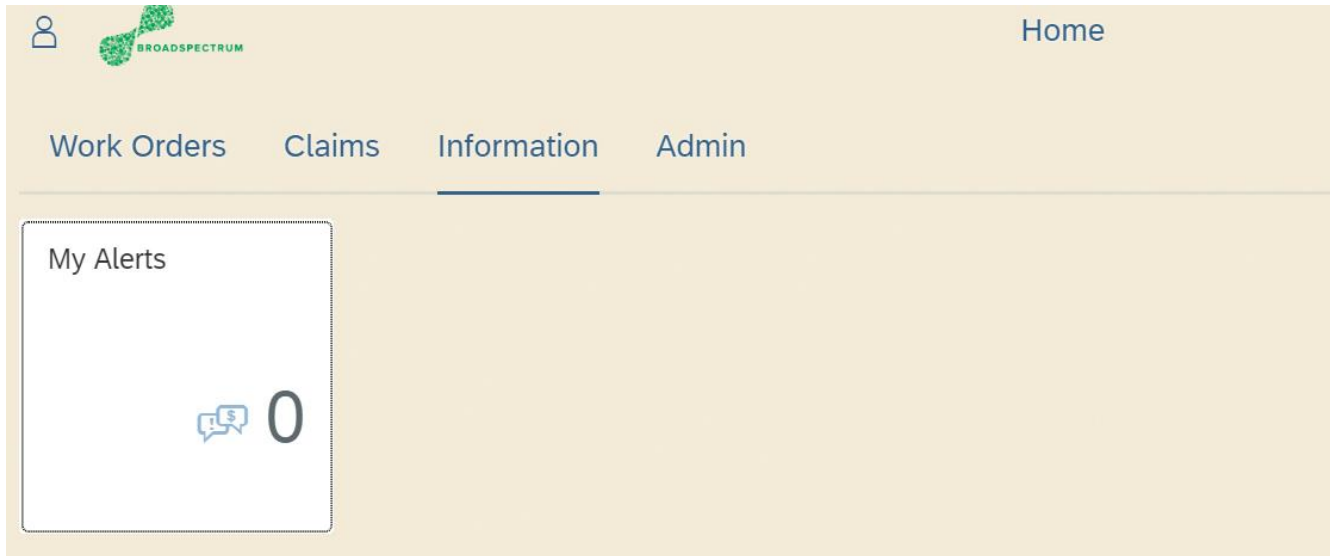 BROADSPECTRUM
Home
Work Orders Claims Information Admin
My Alerts
! $
0